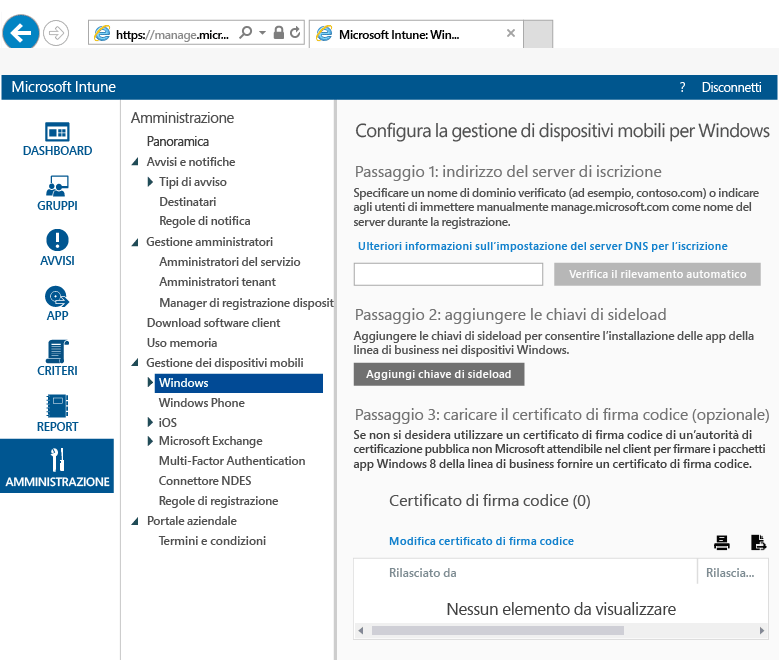 https://manage.micr...
Microsoft Intune: Win...
Microsoft Intune
?
Disconnetti
DASHBOARD
GRUPPI
AVVISI
APP
CRITERI
REPORT
AMMINISTRAZIONE
Amministrazione
Panoramica
Avvisi e notifiche
Tipi di avviso
Destinatari
Regole di notifica
Gestione amministratori
Amministratori del servizio
Amministratori tenant
Manager di registrazione disposit
Download software client
Uso memoria
Gestione dei dispositivi mobili
Windows
Windows Phone
iOS
Microsoft Exchange
Multi-Factor Authentication
Connettore NDES
Regole di registrazione
Portale aziendale
Termini e condizioni
Configura la gestione di dispositivi mobili per Windows
Passaggio 1: indirizzo del server di iscrizione
Specificare un nome di dominio verificato (ad esempio, contoso.com) o indicare
agli utenti di immettere manualmente manage.microsoft.com come nome del
server durante la registrazione.
Ulteriori informazioni sull'impostazione del server DNS per l'iscrizione
Verifica il rilevamento automatico
Passaggio 2: aggiungere le chiavi di sideload
Aggiungere le chiavi di sideload per consentire l'installazione delle app della
linea di business nei dispositivi Windows.
Aggiungi chiave di sideload
Passaggio 3: caricare il certificato di firma codice (opzionale)
Se non si desidera utilizzare un certificato di firma codice di un'autorità di
certificazione pubblica non Microsoft attendibile nel client per firmare i pacchetti
app Windows 8 della linea di business fornire un certificato di firma codice.
Certificato di firma codice (0)
Modifica certificato di firma codice
Rilasciato da
Rilascia...
Nessun elemento da visualizzare